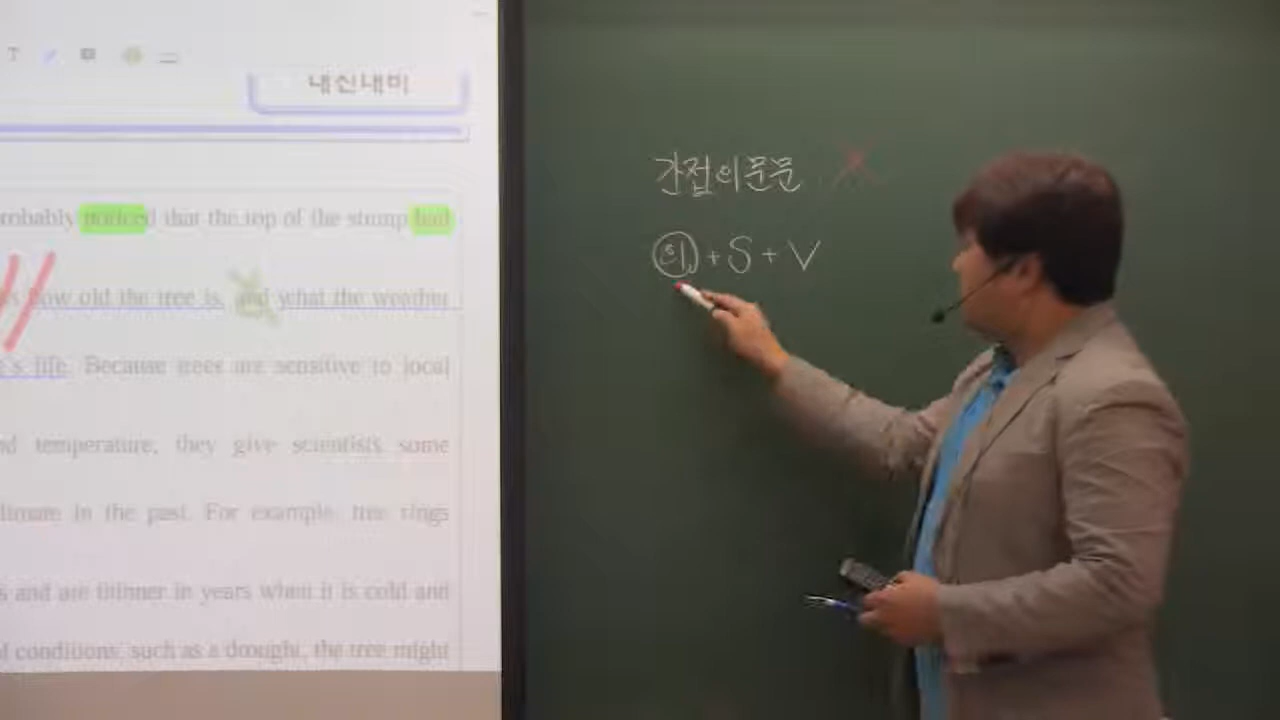 T
내신내비
robably noticed that the top of the stump had
how old the tree is, and what the weather
s life. Because trees are sensitive to local
nd temperature, they give scientists some
limate in the past. For example, tree rings
s and are thinner in years when it is cold and
l conditions, such as a drought, the tree might
간접의문문 X
의 + S + V